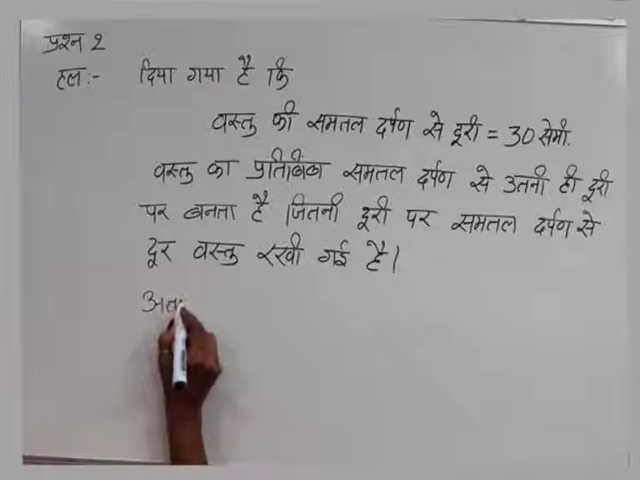 प्रश्न 2
हल:- दिया गया है कि
वस्तु की समतल दर्पण से दूरी = 30 सेमी.
वस्तु का प्रतिबिंब समतल दर्पण से उतनी ही दूरी
पर बनता है जितनी दूरी पर समतल दर्पण से
दूर वस्तु रखी गई है।
अतः